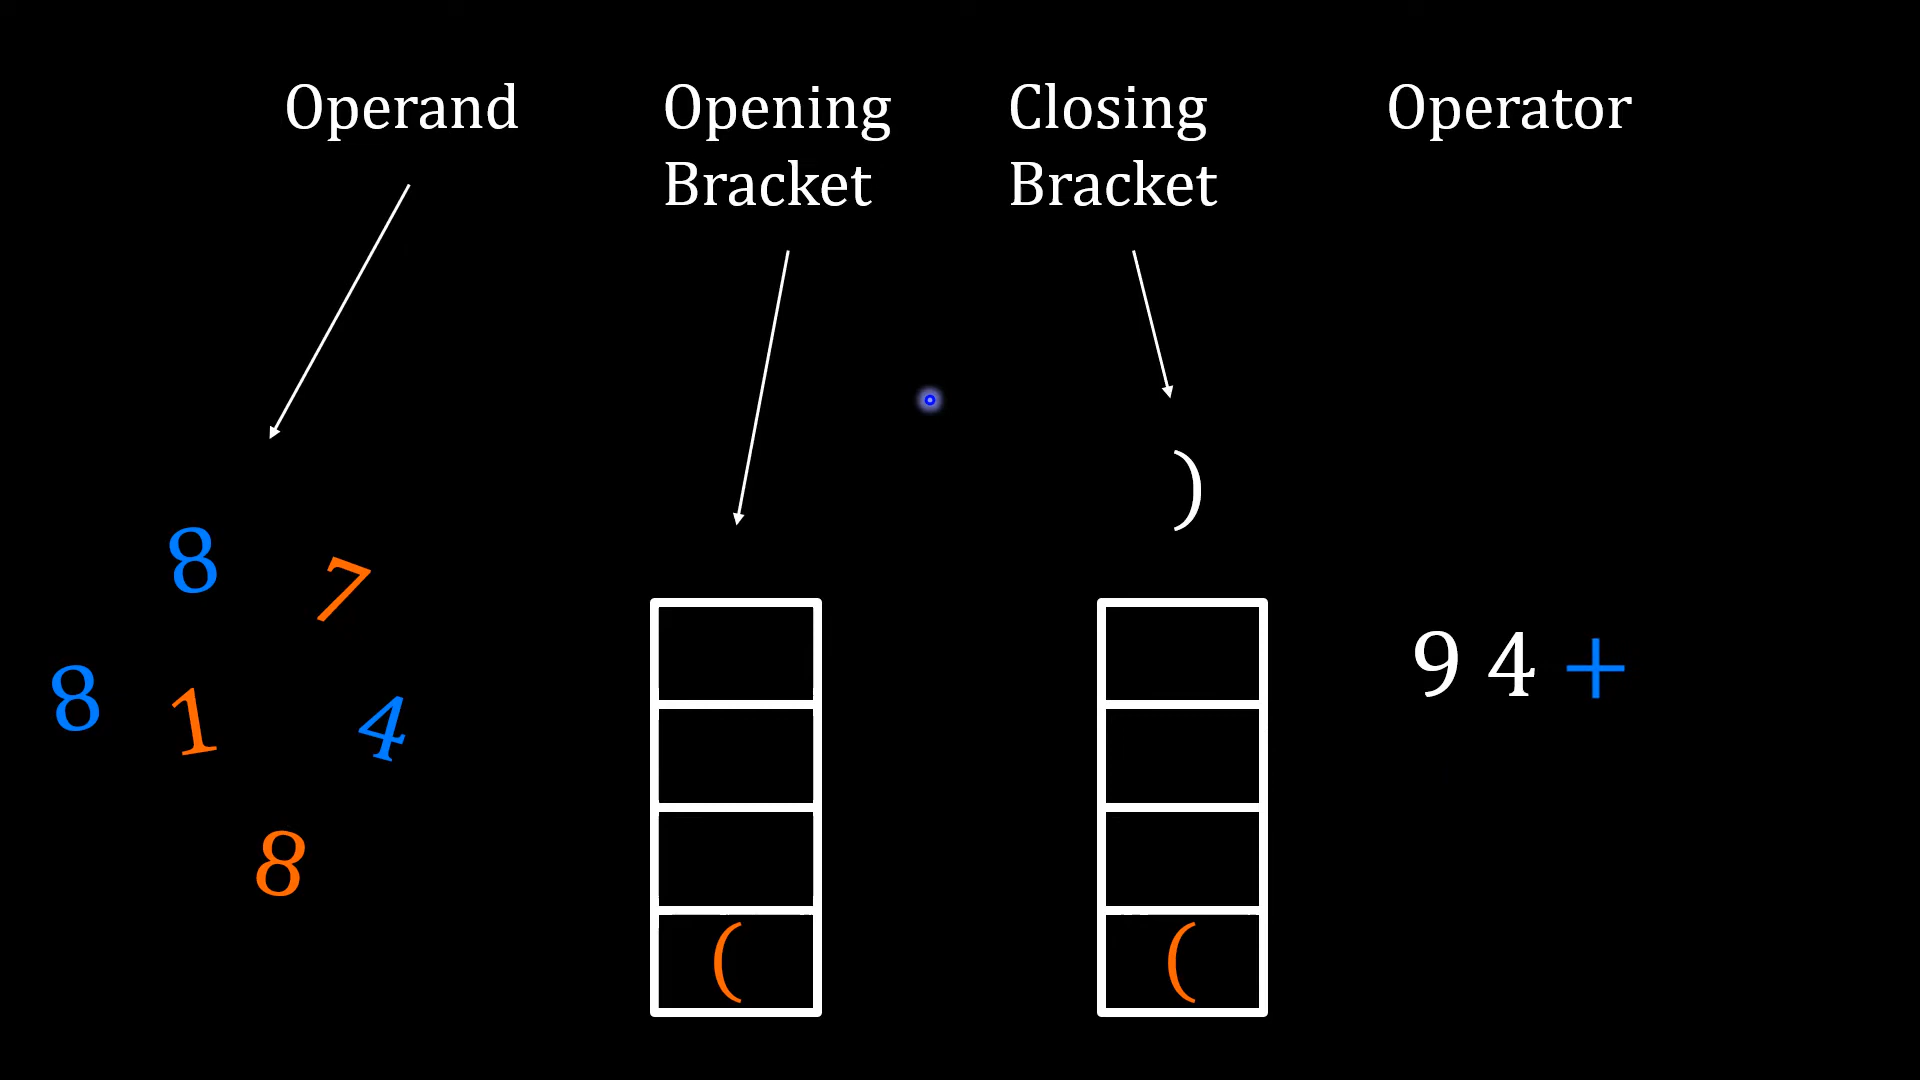 Operand
Opening
Bracket
Closing
Bracket
Operator
)
8
7
9 4 +
8
1
4
8
(
(